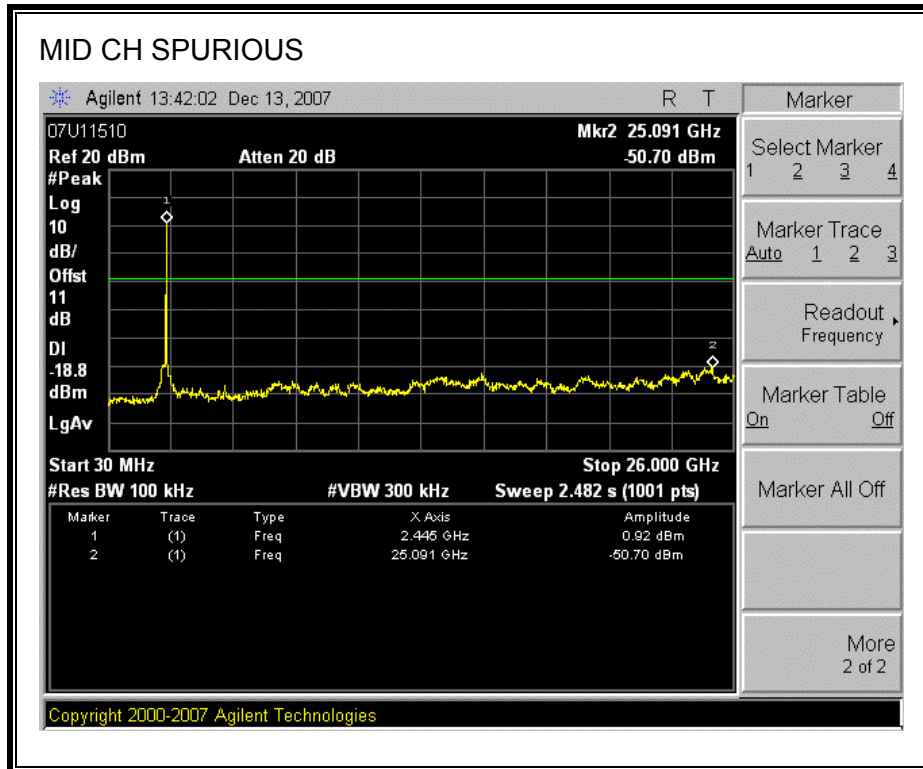 MID CH SPURIOUS
Agilent 13:42:02 Dec 13, 2007 R T
07U11510 Mkr2 25.091 GHz
Ref 20 dBm Atten 20 dB -50.70 dBm
#Peak
Log
10
dB/
Offst
11
dB
DI
-18.8
dBm
LgAv
1
2
Start 30 MHz Stop 26.000 GHz
#Res BW 100 kHz #VBW 300 kHz Sweep 2.482 s (1001 pts)
Marker Trace Type X Axis Amplitude
1 (1) Freq 2.445 GHz 0.92 dBm
2 (1) Freq 25.091 GHz -50.70 dBm
Marker
Select Marker
1 2 3 4
Marker Trace
Auto 1 2 3
Readout
Frequency
Marker Table
On Off
Marker All Off
More
2 of 2
Copyright 2000-2007 Agilent Technologies